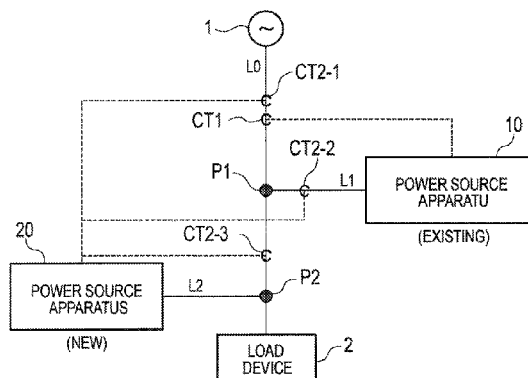 1
~
L0
CT2-1
CT1
10
CT2-2
P1
L1
POWER SOURCE
APPARATU
(EXISTING)
CT2-3
20
POWER SOURCE
APPARATUS
(NEW)
L2
P2
LOAD
DEVICE
2